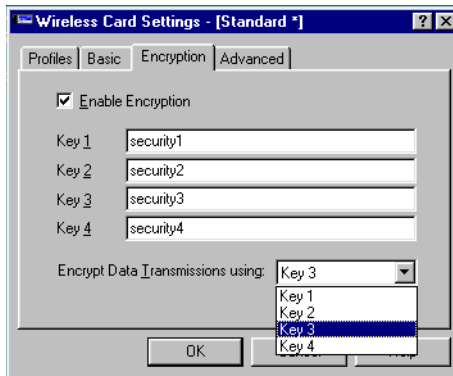 Wireless Card Settings - [Standard *]
Profiles Basic Encryption Advanced
Enable Encryption
Key 1 security1
Key 2 security2
Key 3 security3
Key 4 security4
Encrypt Data Transmissions using: Key 3
Key 1
Key 2
Key 3
Key 4
OK